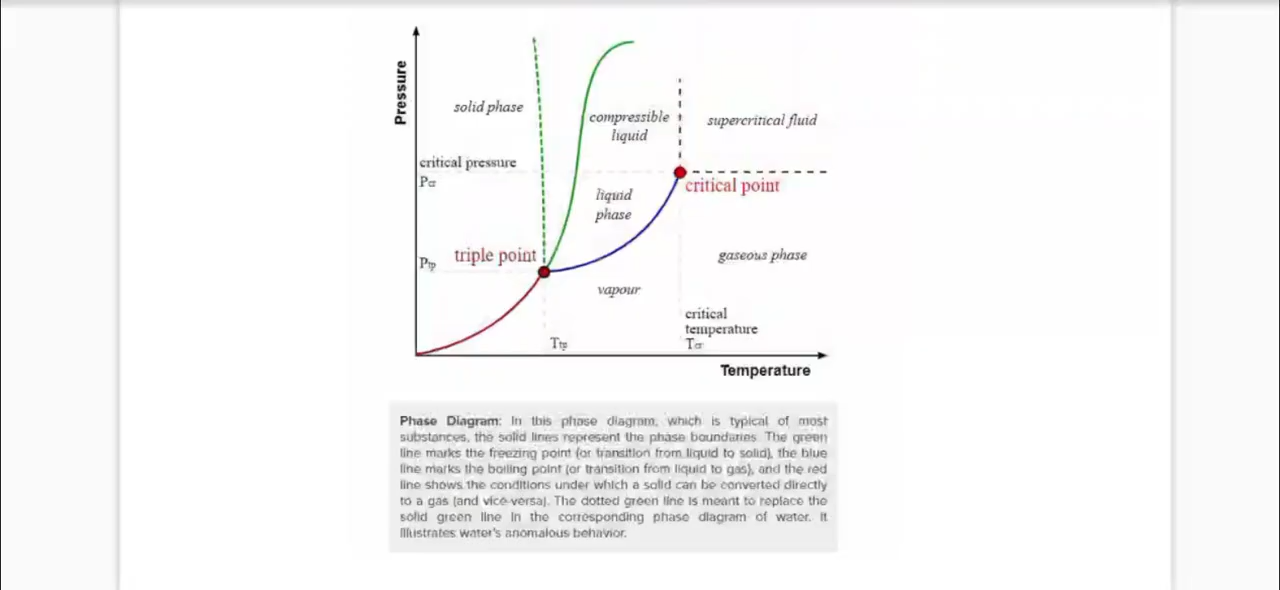 Pressure
solid phase
compressible
liquid
supercritical fluid
critical pressure
Pcr
critical point
liquid
phase
triple point
Ptp
gaseous phase
vapour
critical
temperature
Ttp
Tcr
Temperature
Phase Diagram: In this phase diagram, which is typical of most
substances, the solid lines represent the phase boundaries. The green
line marks the freezing point (or transition from liquid to solid), the blue
line marks the boiling point (or transition from liquid to gas), and the red
line shows the conditions under which a solid can be converted directly
to a gas (and vice-versa). The dotted green line is meant to replace the
solid green line in the corresponding phase diagram of water. It
illustrates water's anomalous behavior.